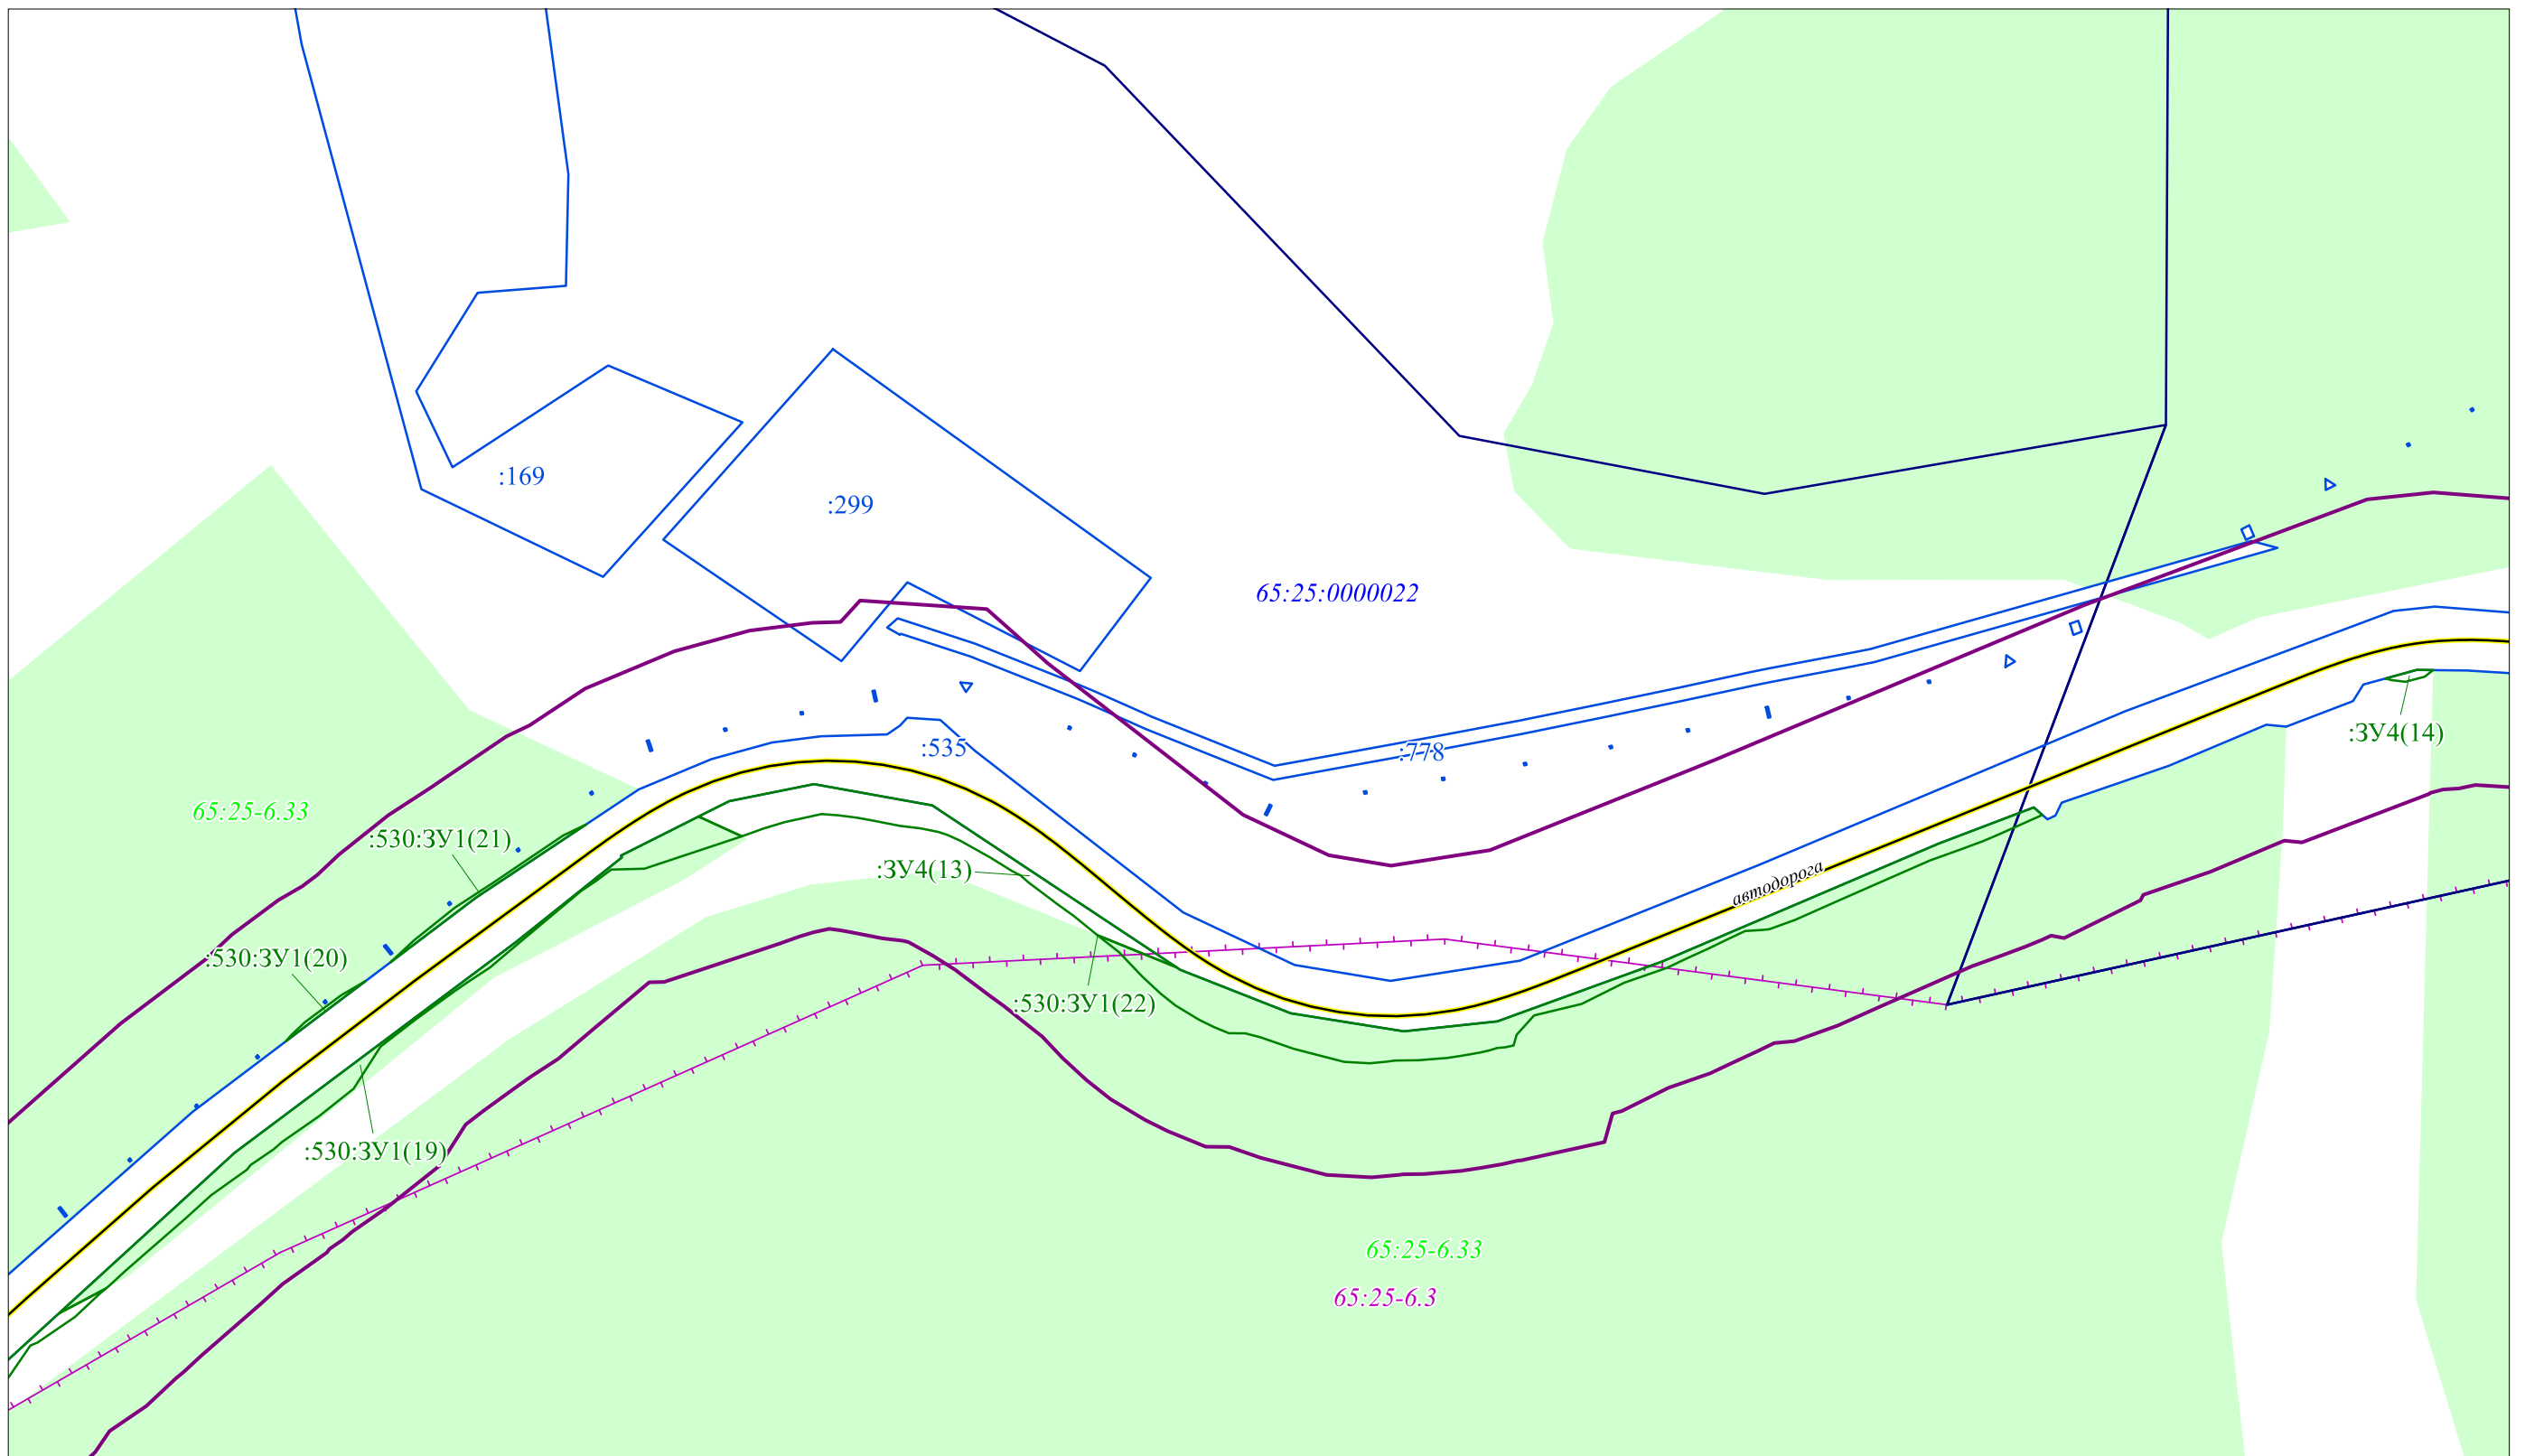 :169
:299
65:25:0000022
:ЗУ4(14)
:535
:778
65:25-6.33
:530:ЗУ1(21)
:ЗУ4(13)
автодорога
:530:ЗУ1(20)
:530:ЗУ1(22)
:530:ЗУ1(19)
65:25-6.33
65:25-6.3